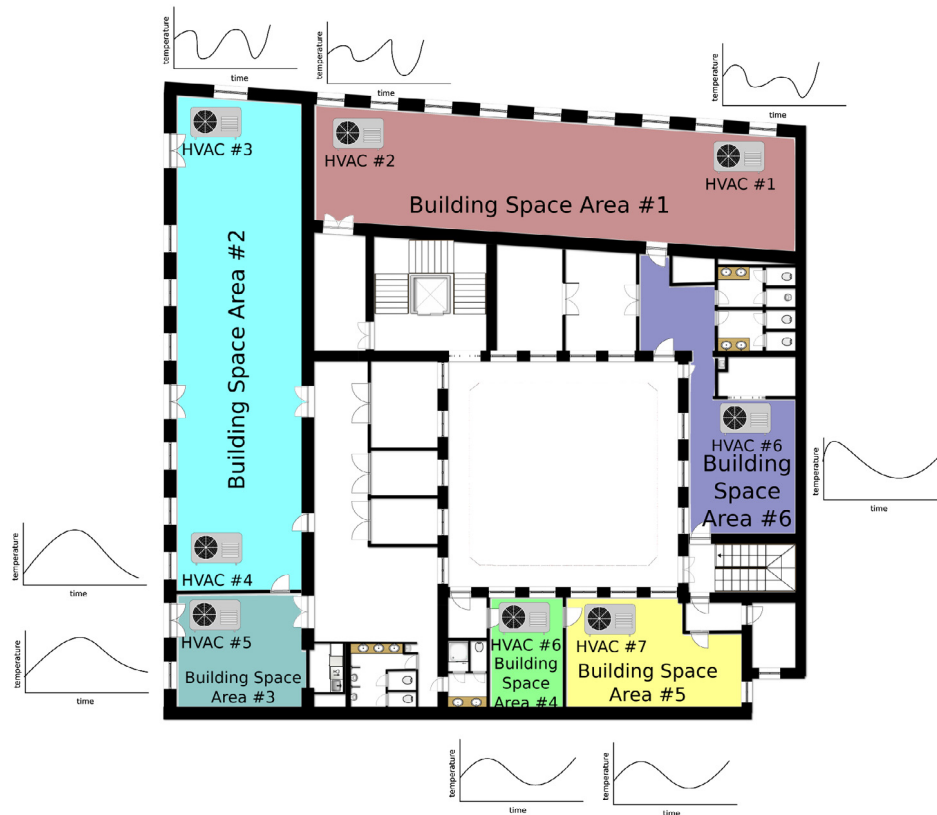 temperature
time
temperature
time
temperature
time
HVAC #3
HVAC #2
HVAC #1
Building Space Area #1
Building Space Area #2
HVAC #6
Building
Space
Area #6
temperature
time
HVAC #4
temperature
time
HVAC #5
Building Space
Area #3
temperature
time
HVAC #6
Building
Space
Area #4
HVAC #7
Building Space
Area #5
temperature
time
temperature
time